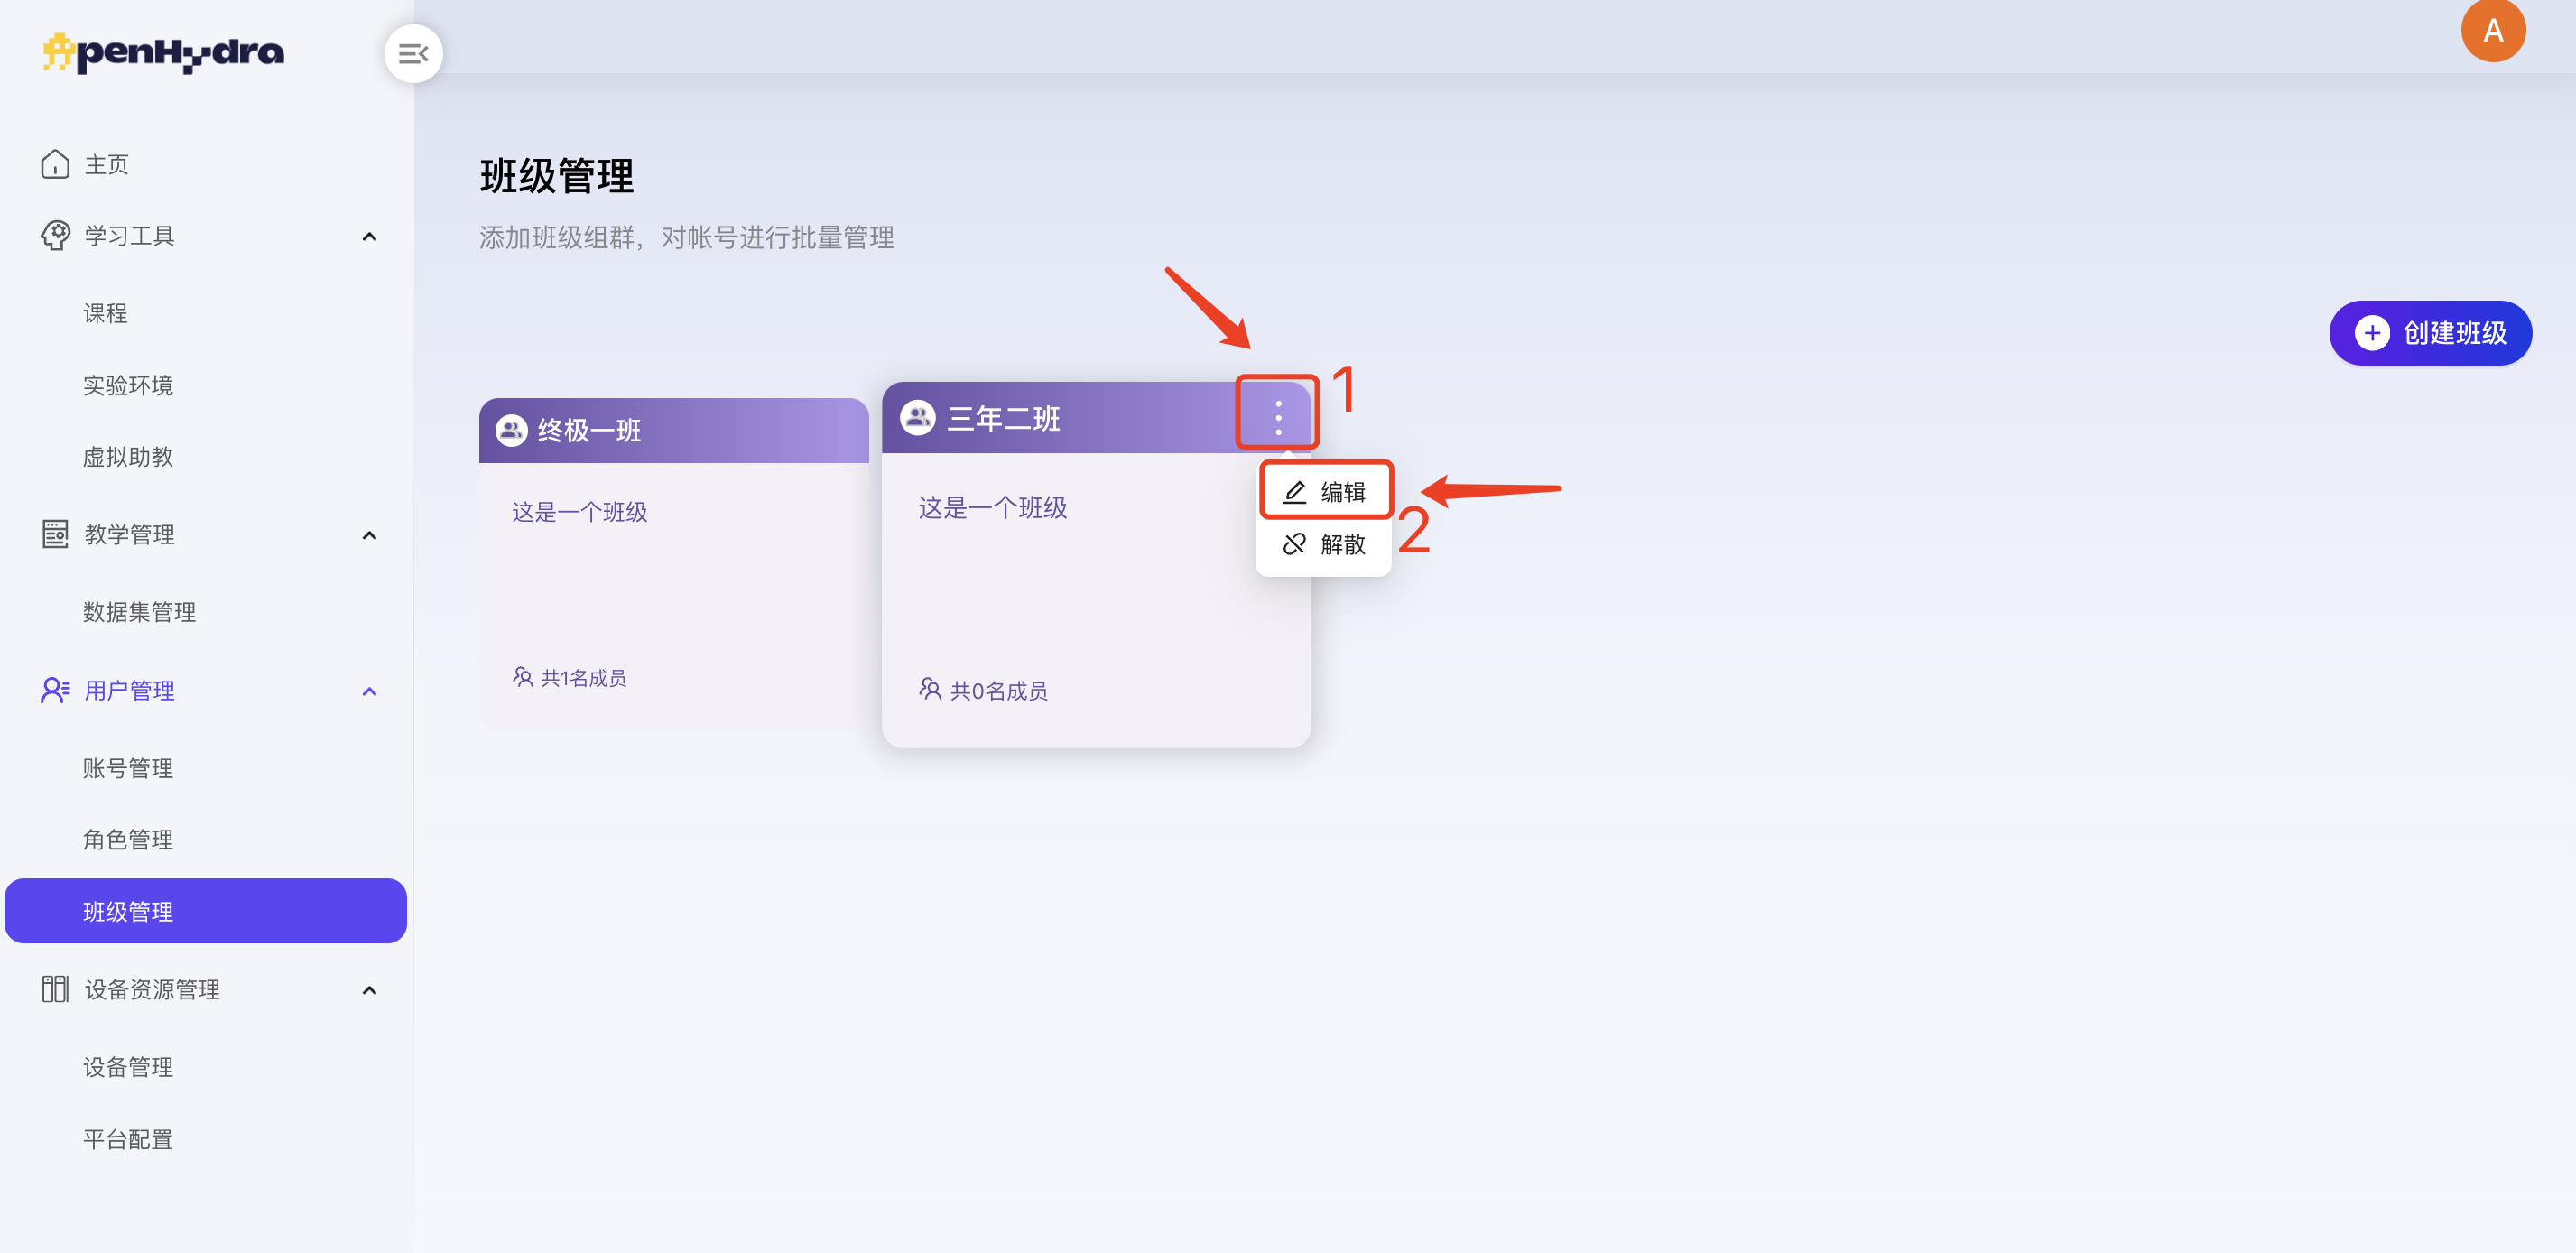 OpenHydra
A
主页
学习工具
课程
实验环境
虚拟助教
教学管理
数据集管理
用户管理
账号管理
角色管理
班级管理
设备资源管理
设备管理
平台配置
班级管理
添加班级组群，对帐号进行批量管理
创建班级
终极一班
这是一个班级
共1名成员
三年二班
这是一个班级
共0名成员
1
编辑
2
解散